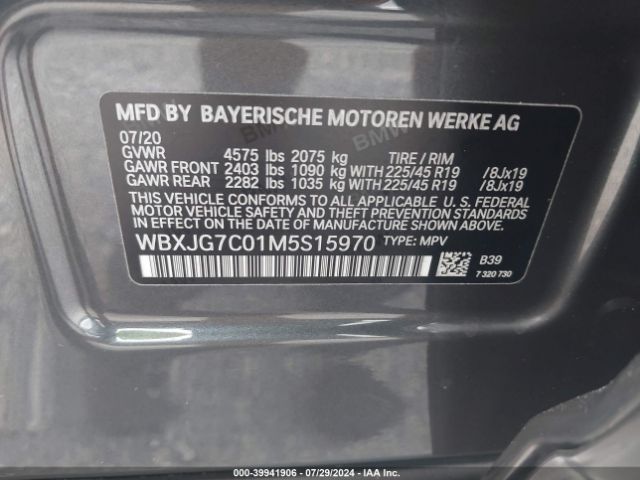 MFD BY BAYERISCHE MOTOREN WERKE AG
07/20
GVWR 4575 lbs 2075 kg TIRE / RIM
GAWR FRONT 2403 lbs 1090 kg WITH 225/45 R19 /8Jx19
GAWR REAR 2282 lbs 1035 kg WITH 225/45 R19 /8Jx19
THIS VEHICLE CONFORMS TO ALL APPLICABLE U. S. FEDERAL
MOTOR VEHICLE SAFETY AND THEFT PREVENTION STANDARDS
IN EFFECT ON THE DATE OF MANUFACTURE SHOWN ABOVE.
WBXJG7C01M5S15970 TYPE: MPV
B39
7 320 730
000-39941906 / 07/29/2024 - IAA Inc.